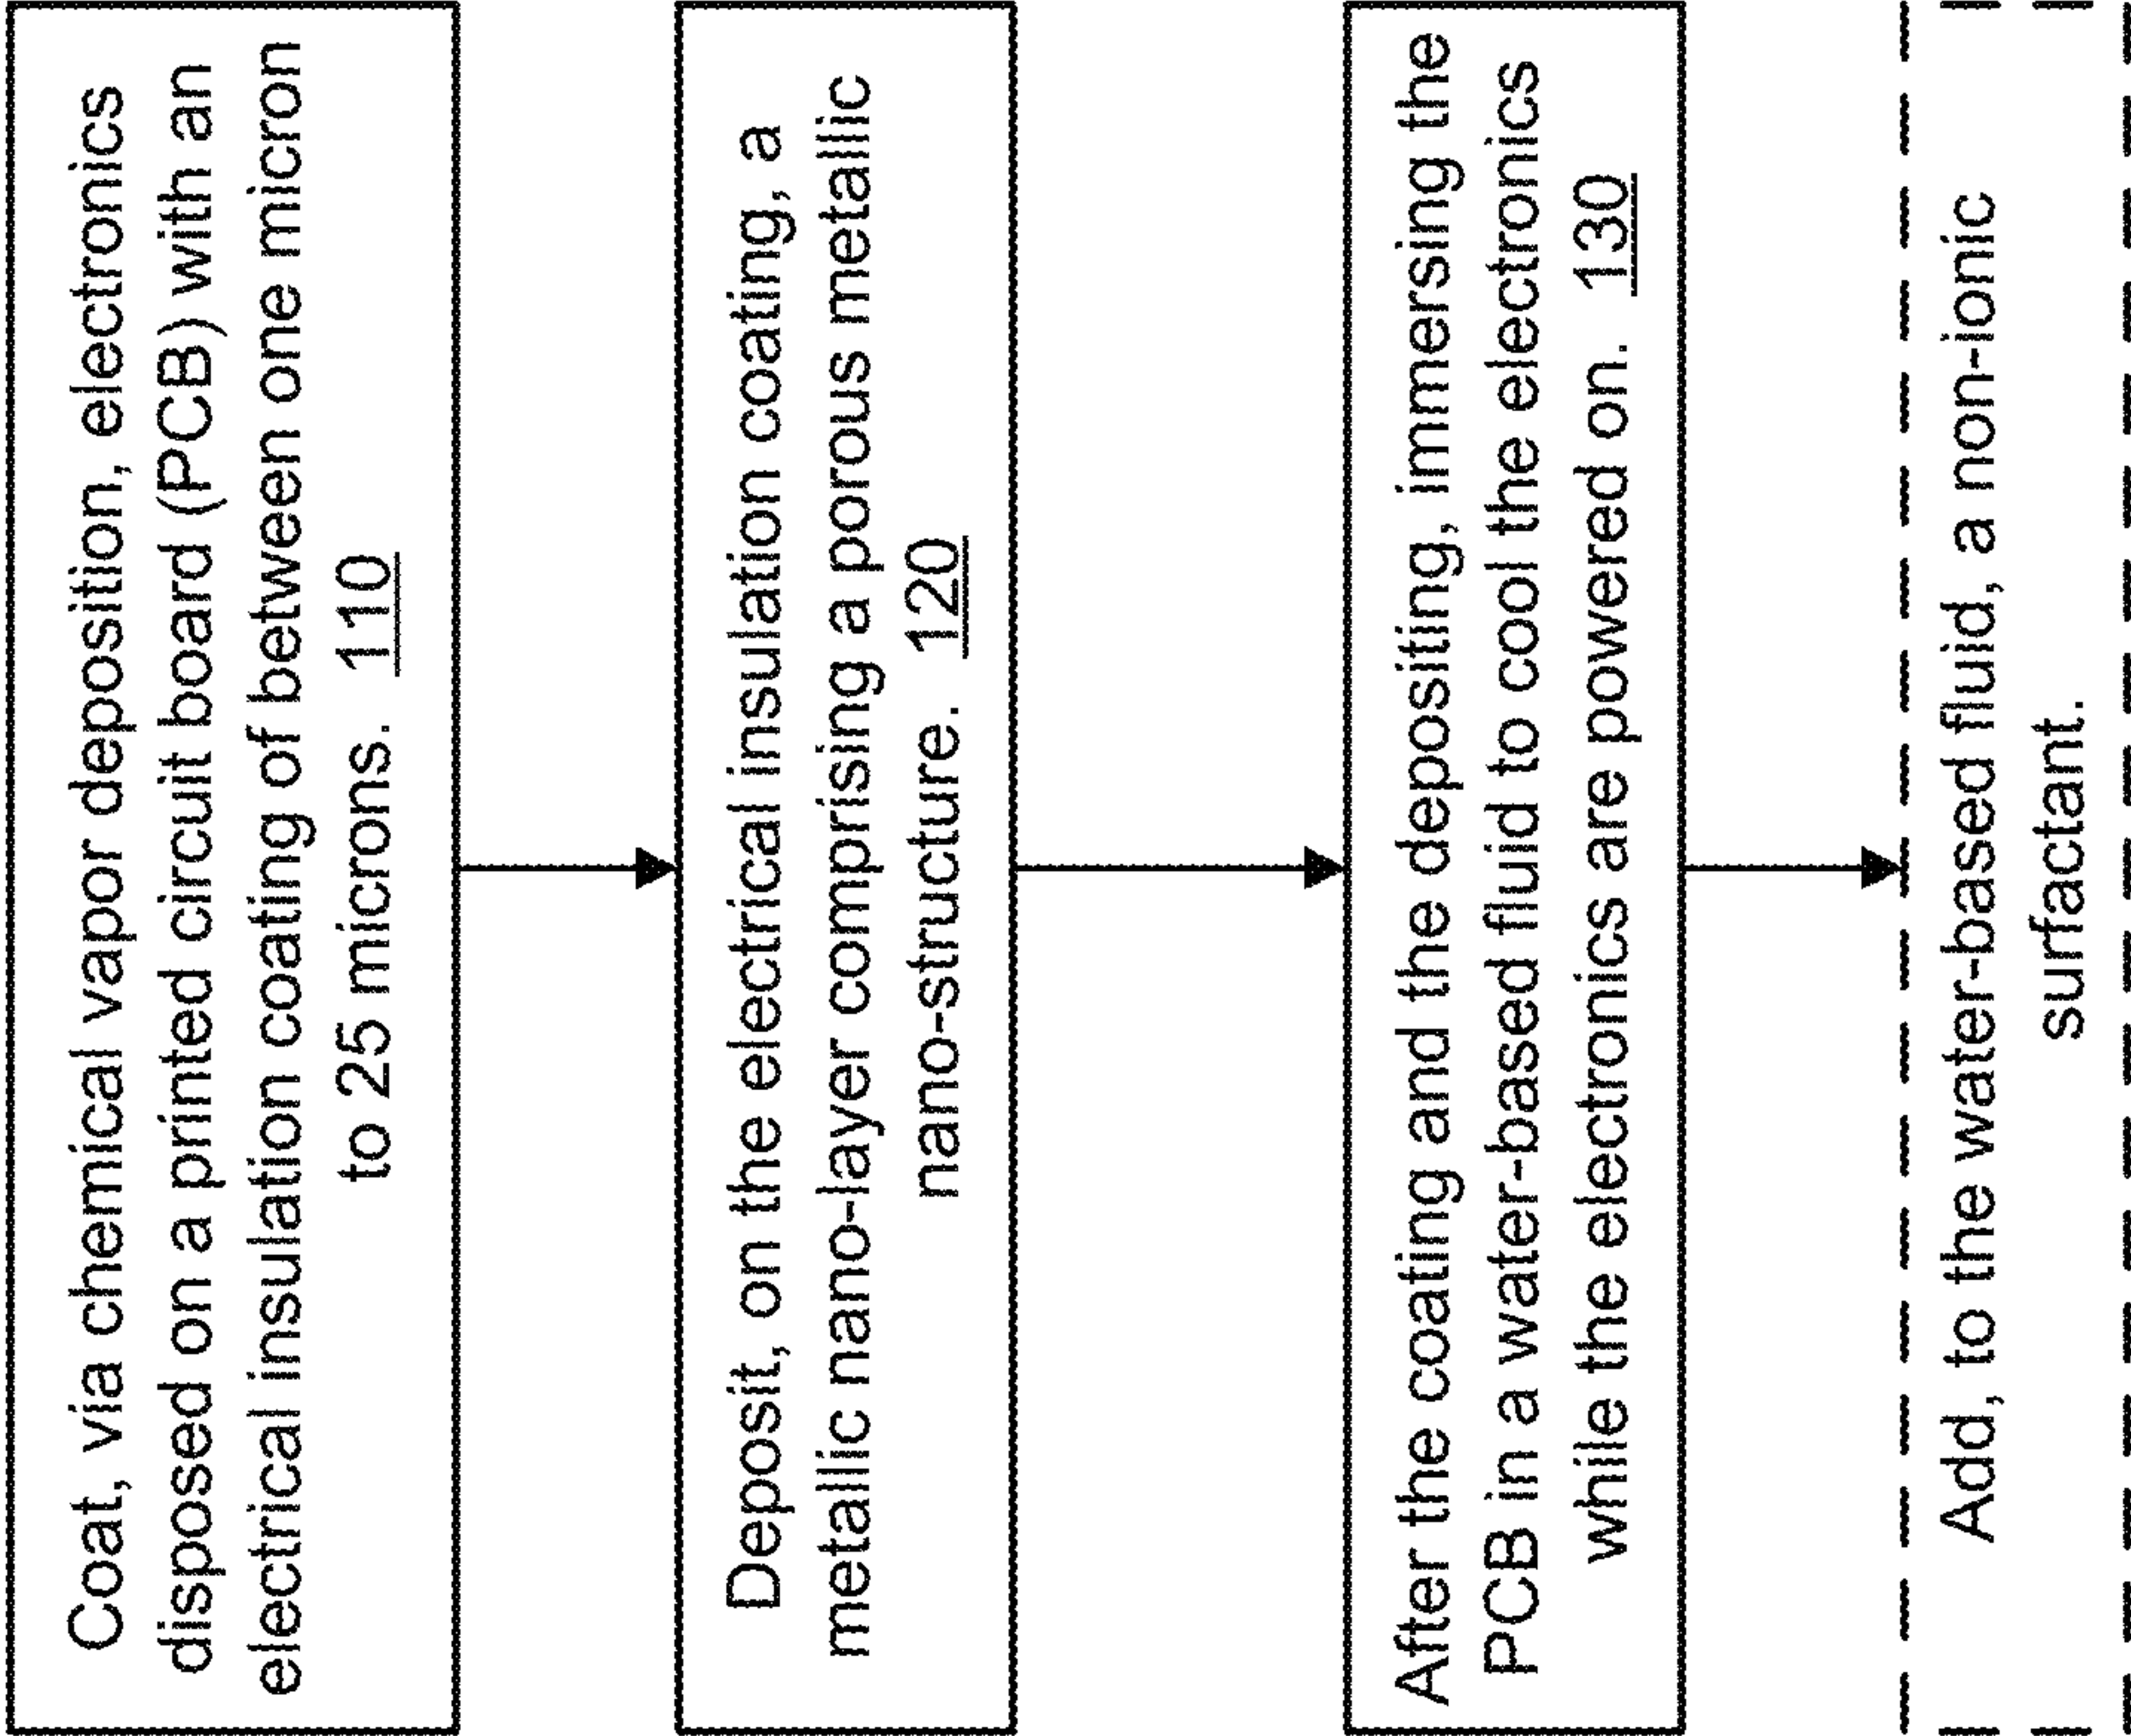 Coat, via chemical vapor deposition, electronics
disposed on a printed circuit board (PCB) with an
electrical insulation coating of between one micron
to 25 microns. 110
Deposit, on the electrical insulation coating, a
metallic nano-layer comprising a porous metallic
nano-structure. 120
After the coating and the depositing, immersing the
PCB in a water-based fluid to cool the electronics
while the electronics are powered on. 130
Add, to the water-based fluid, a non-ionic
surfactant.